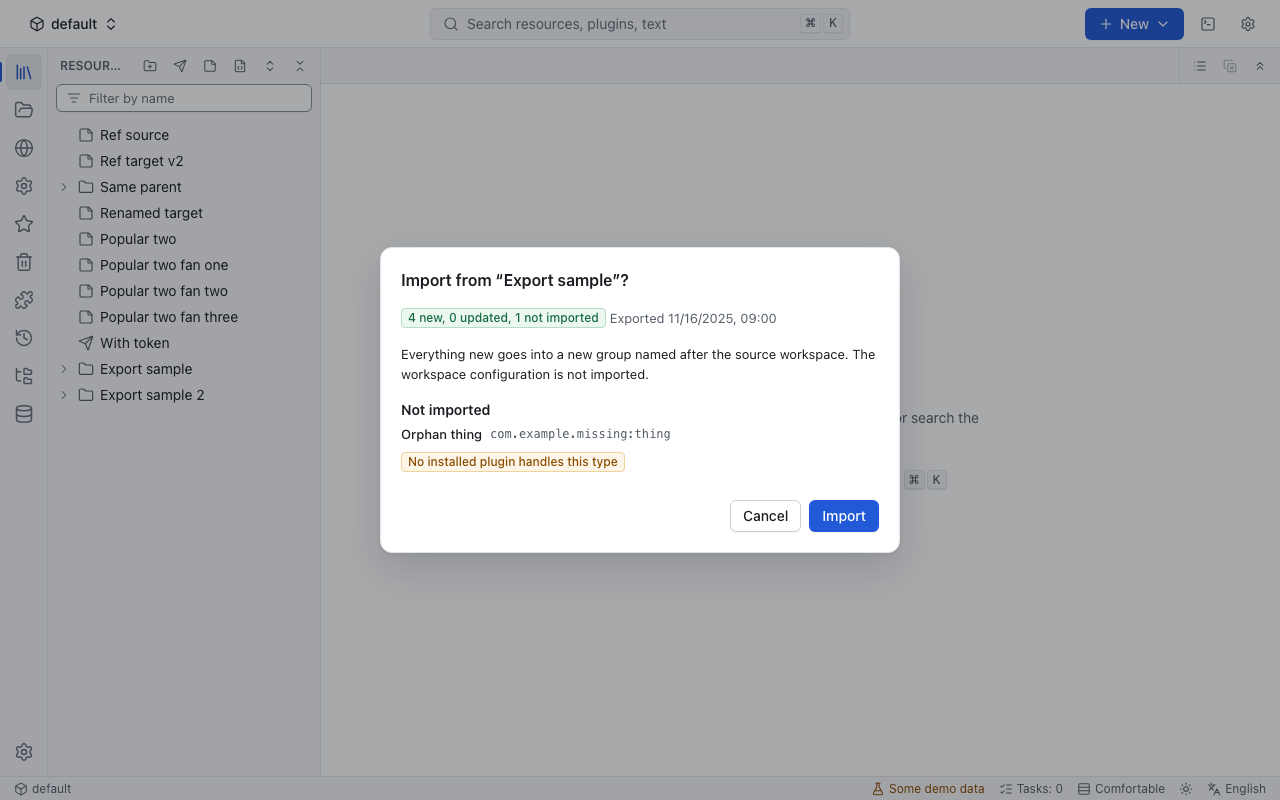 default
Search resources, plugins, text
⌘ K
New
RESOUR...
Filter by name
Ref source
Ref target v2
Same parent
Renamed target
Popular two
Popular two fan one
Popular two fan two
Popular two fan three
With token
Export sample
Export sample 2
or search the
⌘ K
Import from “Export sample”?
4 new, 0 updated, 1 not imported
Exported 11/16/2025, 09:00
Everything new goes into a new group named after the source workspace. The
workspace configuration is not imported.
Not imported
Orphan thing com.example.missing:thing
No installed plugin handles this type
Cancel
Import
default
Some demo data
Tasks: 0
Comfortable
English